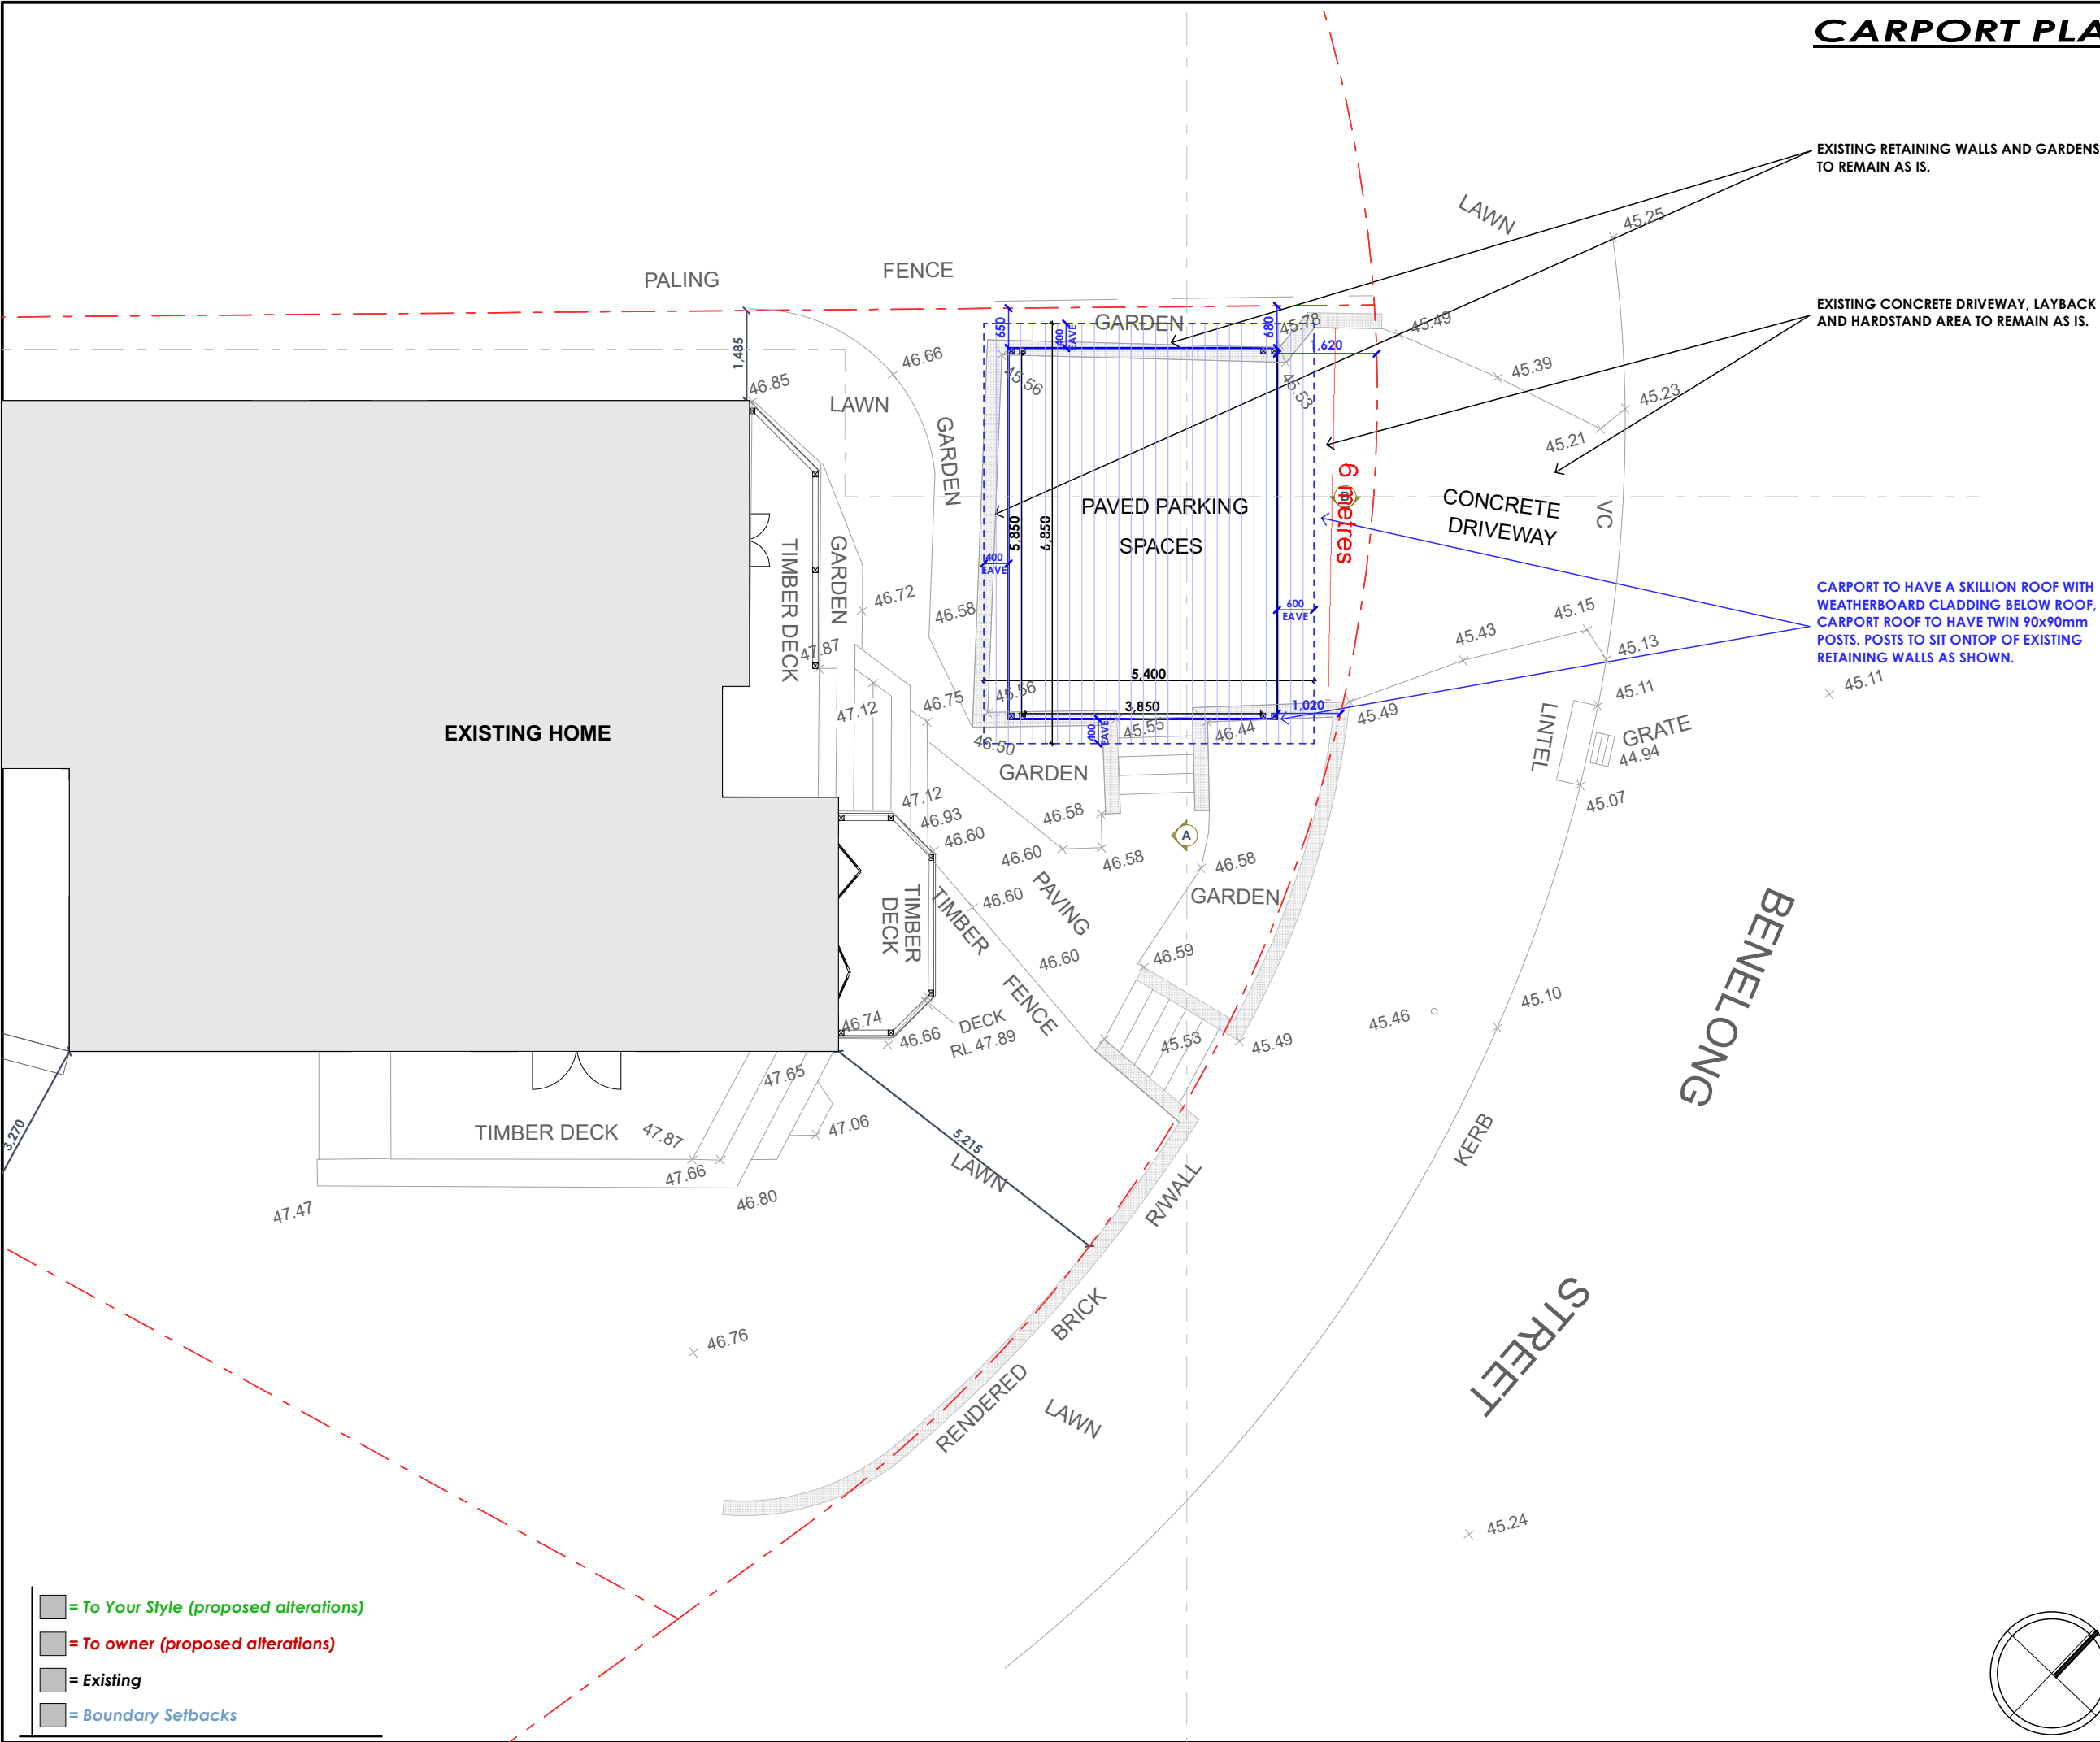 CARPORT PLA
EXISTING RETAINING WALLS AND GARDENS
TO REMAIN AS IS.
LAWN
45.25
PALING
FENCE
EXISTING CONCRETE DRIVEWAY, LAYBACK
AND HARDSTAND AREA TO REMAIN AS IS.
650
400
EAVE
GARDEN
680
45.78
45.49
1,620
1,485
46.66
46.85
45.56
45.53
45.39
45.23
LAWN
45.21
GARDEN
6 metres
PAVED PARKING
SPACES
CONCRETE
DRIVEWAY
VC
5,850
6,850
TIMBER DECK
GARDEN
400
EAVE
46.72
46.58
600
EAVE
CARPORT TO HAVE A SKILLION ROOF WITH
WEATHERBOARD CLADDING BELOW ROOF,
CARPORT ROOF TO HAVE TWIN 90x90mm
POSTS. POSTS TO SIT ONTOP OF EXISTING
RETAINING WALLS AS SHOWN.
45.15
45.43
45.13
47.87
5,400
45.11
45.11
47.12
46.75
45.56
3,850
1,020
45.49
EXISTING HOME
46.50
400
EAVE
45.55
46.44
LINTEL
GRATE
44.94
GARDEN
45.07
47.12
46.93
46.60
46.58
A
46.60
46.58
46.58
TIMBER
DECK
TIMBER
FENCE
46.60
PAVING
GARDEN
BENELONG
STREET
46.60
46.59
45.10
45.46
46.74
46.66
DECK
RL 47.89
45.53
45.49
47.65
3,270
TIMBER DECK
47.87
47.06
5,215
LAWN
KERB
47.66
46.80
47.47
R/WALL
BRICK
RENDERED
46.76
LAWN
45.24
= To Your Style (proposed alterations)
= To owner (proposed alterations)
= Existing
= Boundary Setbacks